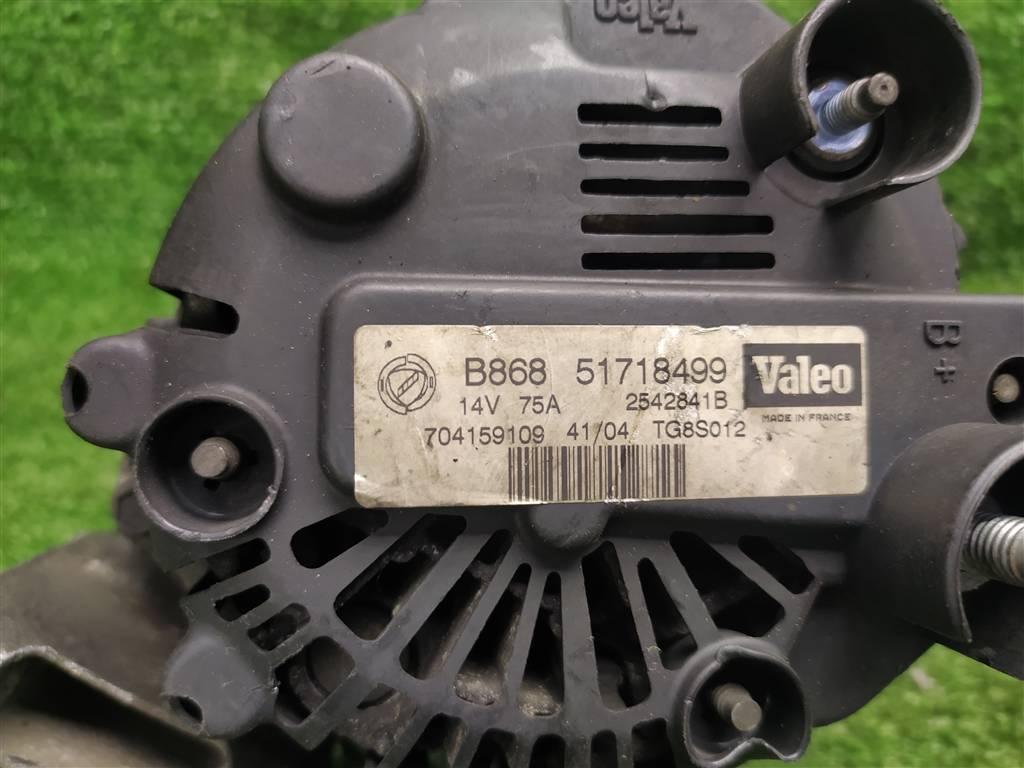 Valeo
B+
B868 51718499 Valeo
14V 75A 2542841B MADE IN FRANCE
704159109 41/04 TG8S012